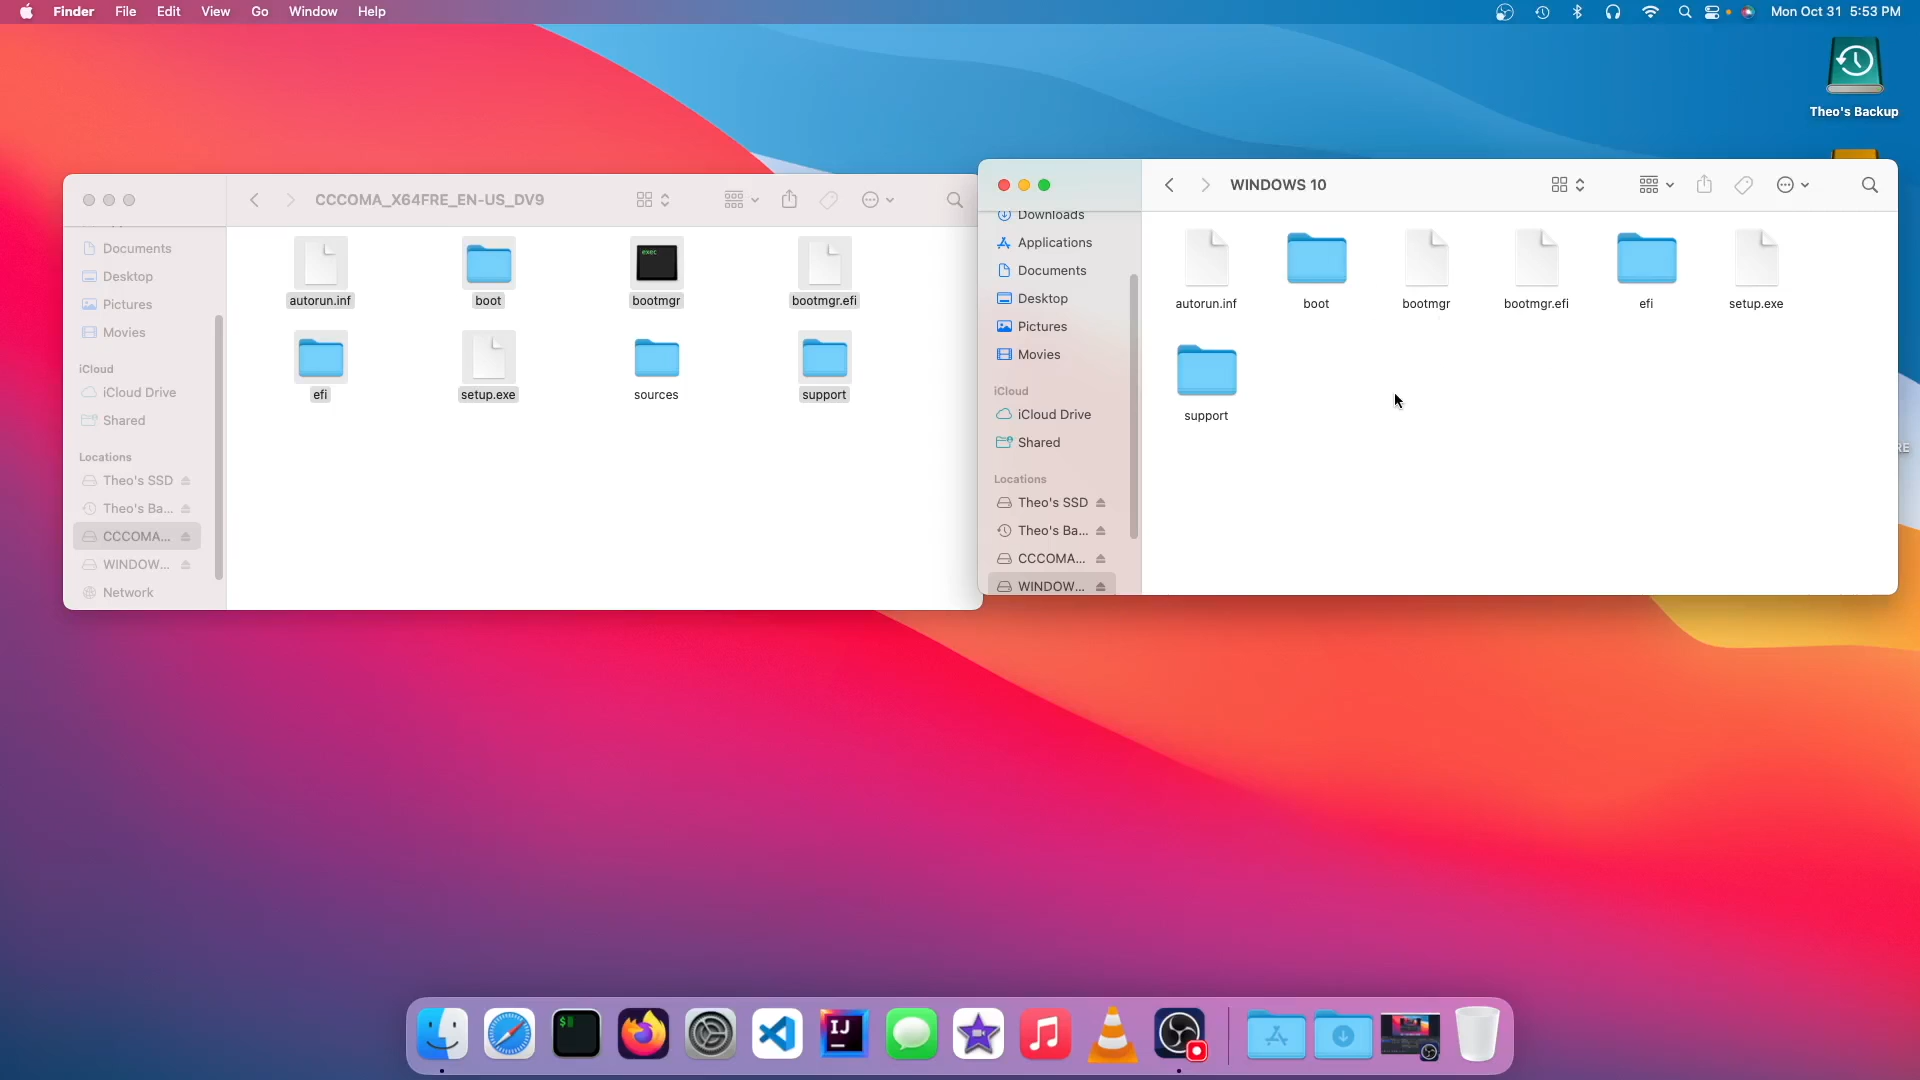 Finder File Edit View Go Window Help
Mon Oct 31 5:53 PM
Theo's Backup
CCCOMA_X64FRE_EN-US_DV9
Documents
Desktop
Pictures
Movies
iCloud
iCloud Drive
Shared
Locations
Theo's SSD
Theo's Ba...
CCCOMA...
WINDOW...
Network
exec
autorun.inf boot bootmgr bootmgr.efi
efi setup.exe sources support
WINDOWS 10
Downloads
Applications
Documents
Desktop
Pictures
Movies
iCloud
iCloud Drive
Shared
Locations
Theo's SSD
Theo's Ba...
CCCOMA...
WINDOW...
autorun.inf boot bootmgr bootmgr.efi efi setup.exe
support
RE
$
IJ